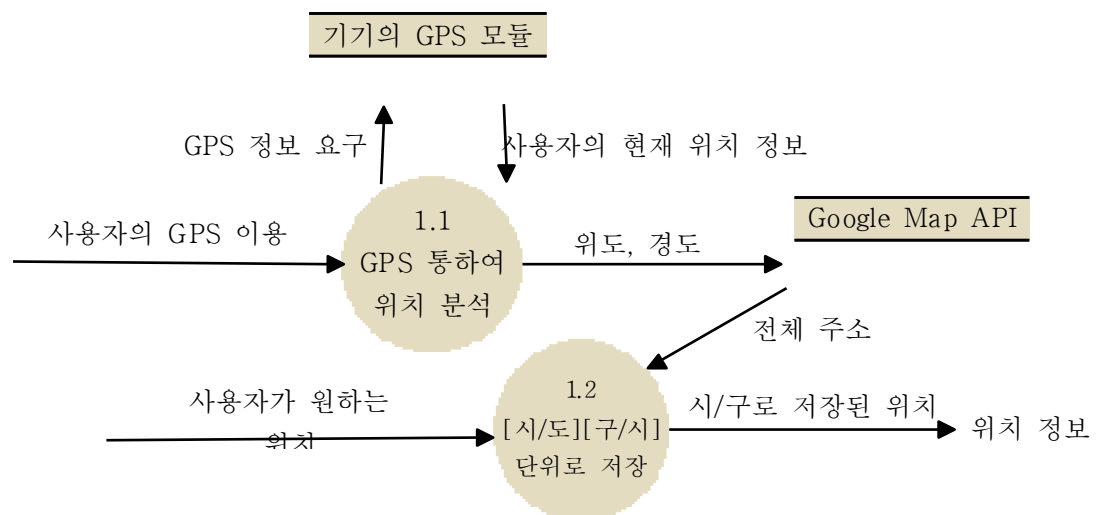 기기의 GPS 모듈
GPS 정보 요구
사용자의 현재 위치 정보
Google Map API
사용자의 GPS 이용
1.1
GPS 통하여
위치 분석
위도, 경도
전체 주소
사용자가 원하는
위치
1.2
[시/도][구/시]
단위로 저장
시/구로 저장된 위치
위치 정보